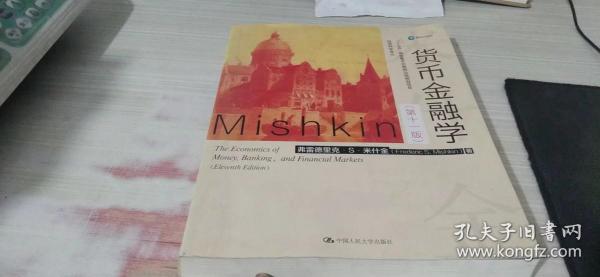 货币金融学
（第十一版）
Mishkin
The Economics of
Money, Banking, and Financial Markets
(Eleventh Edition)
弗雷德里克·S·米什金（Frederic S. Mishkin）著
中国人民大学出版社
孔夫子旧书网
www.kongfz.com